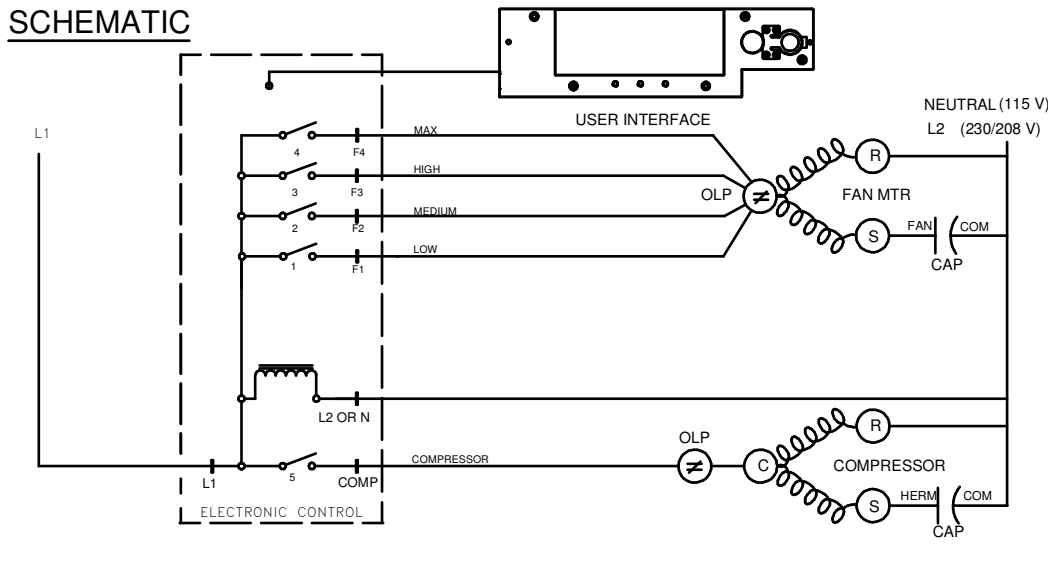 SCHEMATIC
NEUTRAL (115 V)
L2 (230/208 V)
USER INTERFACE
L1
MAX
4
F4
R
HIGH
3
F3
OLP
FAN MTR
MEDIUM
2
F2
FAN
COM
S
CAP
LOW
1
F1
L2 OR N
R
OLP
COMPRESSOR
C
COMPRESSOR
L1
5
COMP
HERM
COM
S
CAP
ELECTRONIC CONTROL